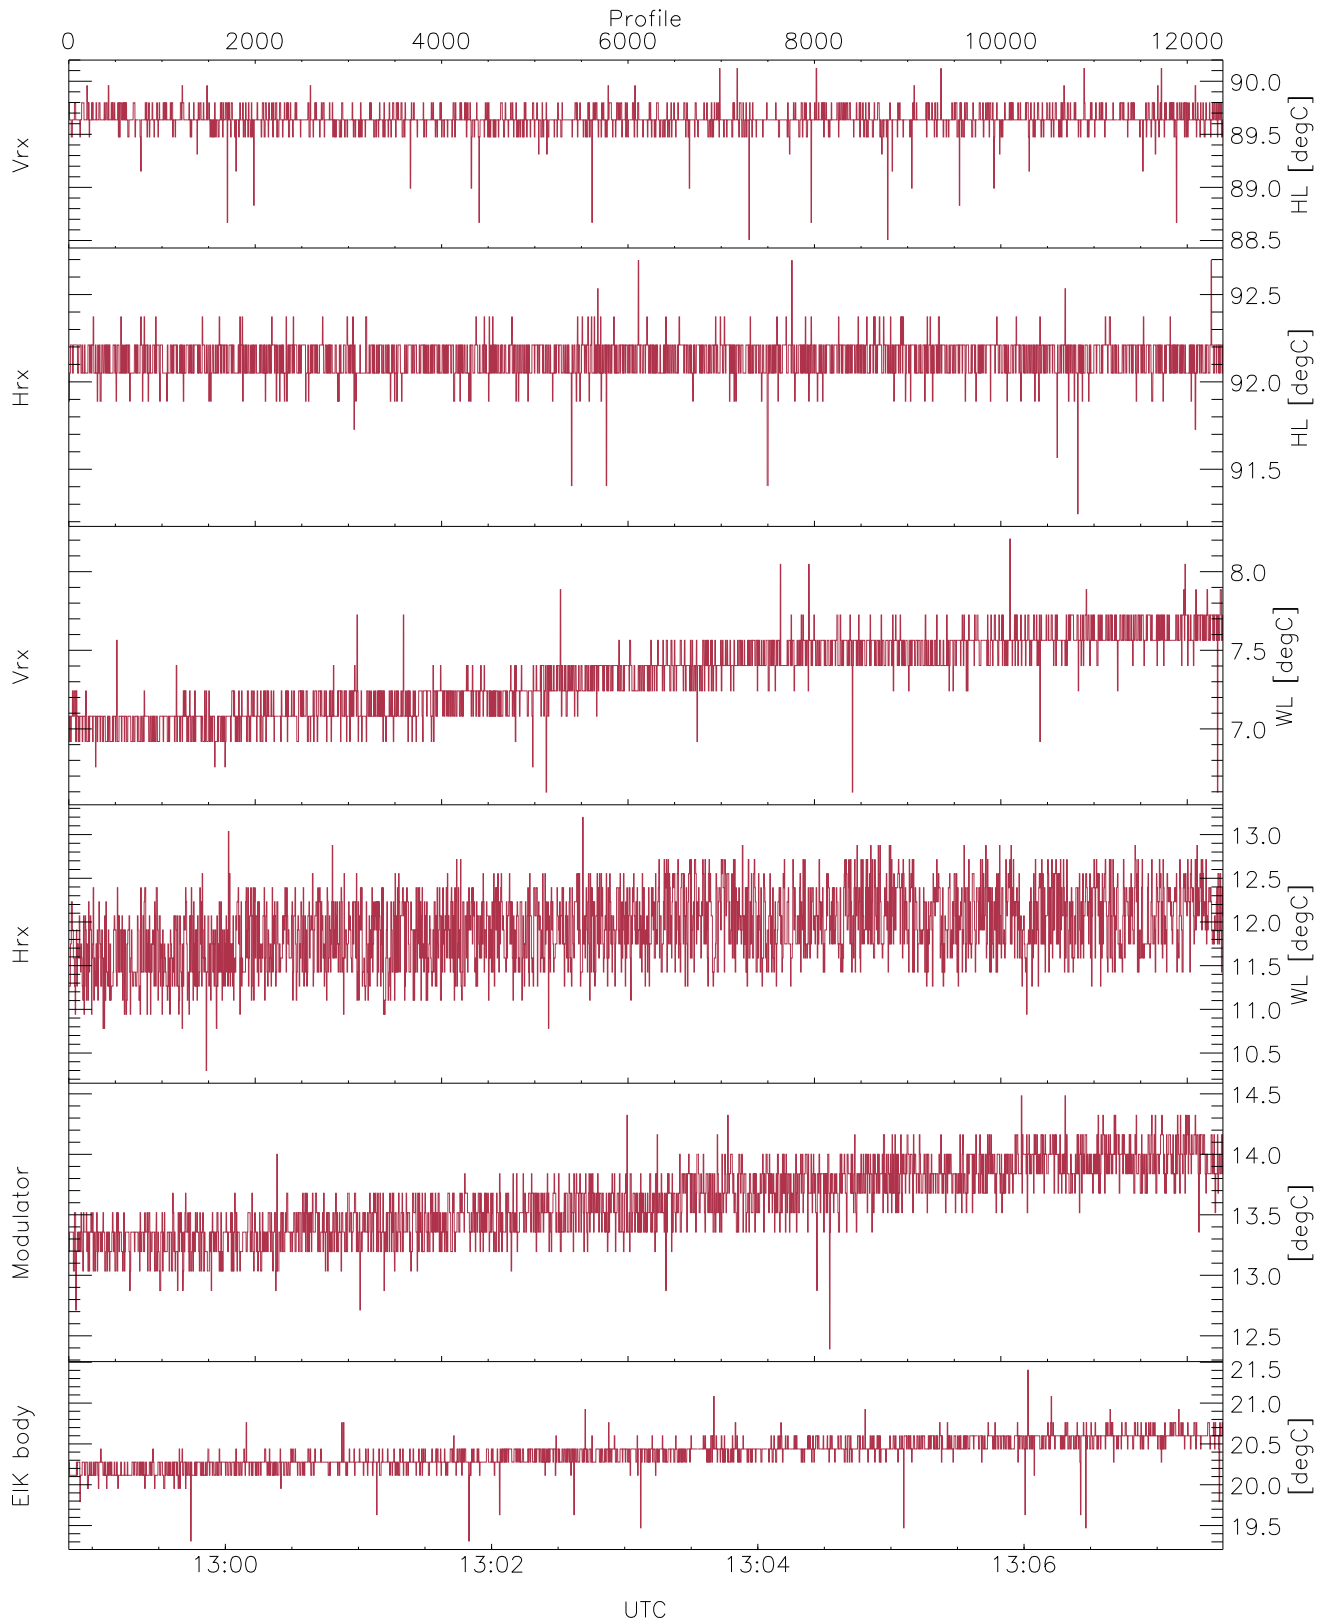 Profile
0 2000 4000 6000 8000 10000 12000
Vrx
90.0
89.5
89.0
88.5
HL [degC]
Hrx
92.5
92.0
91.5
HL [degC]
Vrx
8.0
7.5
7.0
WL [degC]
Hrx
13.0
12.5
12.0
11.5
11.0
10.5
WL [degC]
Modulator
14.5
14.0
13.5
13.0
12.5
[degC]
EIK body
21.5
21.0
20.5
20.0
19.5
[degC]
13:00 13:02 13:04 13:06
UTC